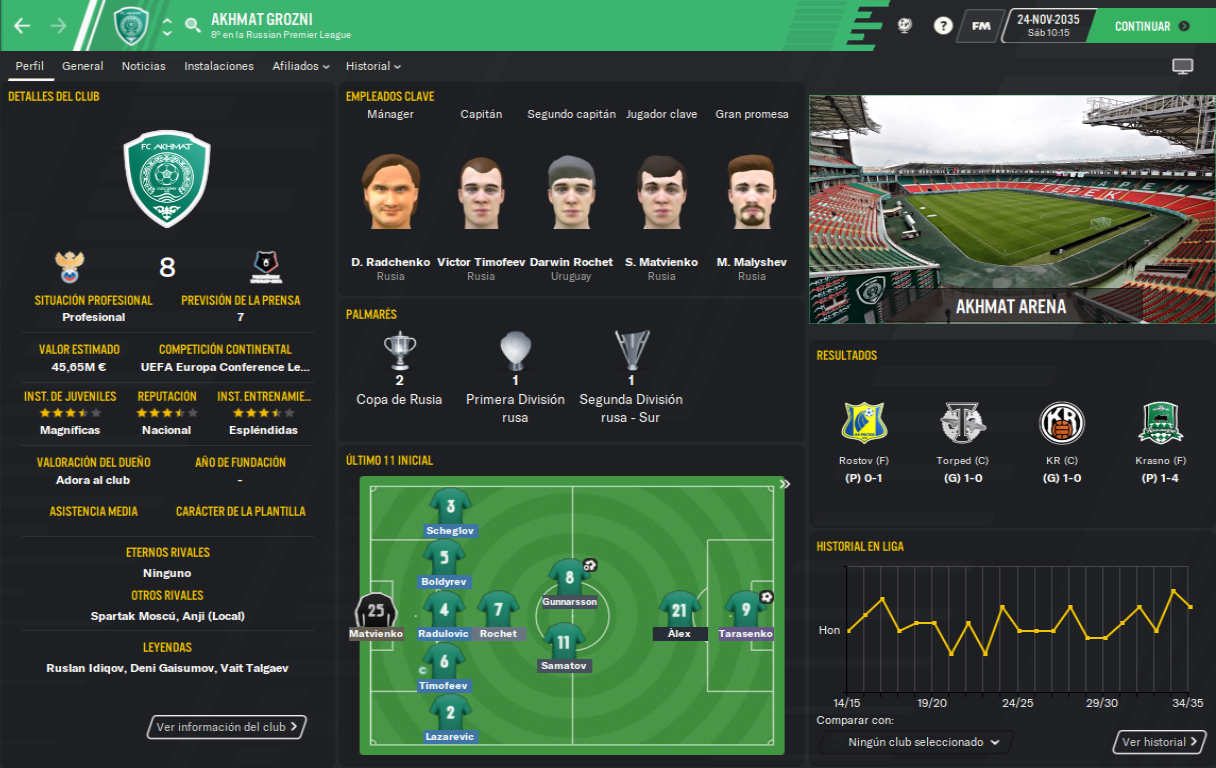 AKHMAT GROZNI
8º en la Russian Premier League
?
FM
24-NOV-2035
Sáb 10:15
CONTINUAR
Perfil
General
Noticias
Instalaciones
Afiliados
Historial
DETALLES DEL CLUB
FC AKHMAT
8
SITUACIÓN PROFESIONAL
Profesional
PREVISIÓN DE LA PRENSA
7
VALOR ESTIMADO
45,65M €
COMPETICIÓN CONTINENTAL
UEFA Europa Conference Le...
INST. DE JUVENILES
Magníficas
REPUTACIÓN
Nacional
INST. ENTRENAMIE...
Espléndidas
VALORACIÓN DEL DUEÑO
Adora al club
AÑO DE FUNDACIÓN
-
ASISTENCIA MEDIA
CARÁCTER DE LA PLANTILLA
ETERNOS RIVALES
Ninguno
OTROS RIVALES
Spartak Moscú, Anji (Local)
LEYENDAS
Ruslan Idiqov, Deni Gaisumov, Vait Talgaev
Ver información del club
EMPLEADOS CLAVE
Mánager
D. Radchenko
Rusia
Capitán
Victor Timofeev
Rusia
Segundo capitán
Darwin Rochet
Uruguay
Jugador clave
S. Matvienko
Rusia
Gran promesa
M. Malyshev
Rusia
PALMARÉS
2
Copa de Rusia
1
Primera División
rusa
1
Segunda División
rusa - Sur
ÚLTIMO 11 INICIAL
3
Scheglov
5
Boldyrev
25
Matvienko
4
Radulovic
7
Rochet
C
6
Timofeev
2
Lazarevic
8
Gunnarsson
11
Samatov
21
Àlex
9
Tarasenko
ТЕРЕК
AKHMAT ARENA
RESULTADOS
Rostov (F)
(P) 0-1
Torped (C)
(G) 1-0
KR
KR (C)
(G) 1-0
Krasno (F)
(P) 1-4
HISTORIAL EN LIGA
Hon
14/15
19/20
24/25
29/30
34/35
Comparar con:
Ningún club seleccionado
Ver historial